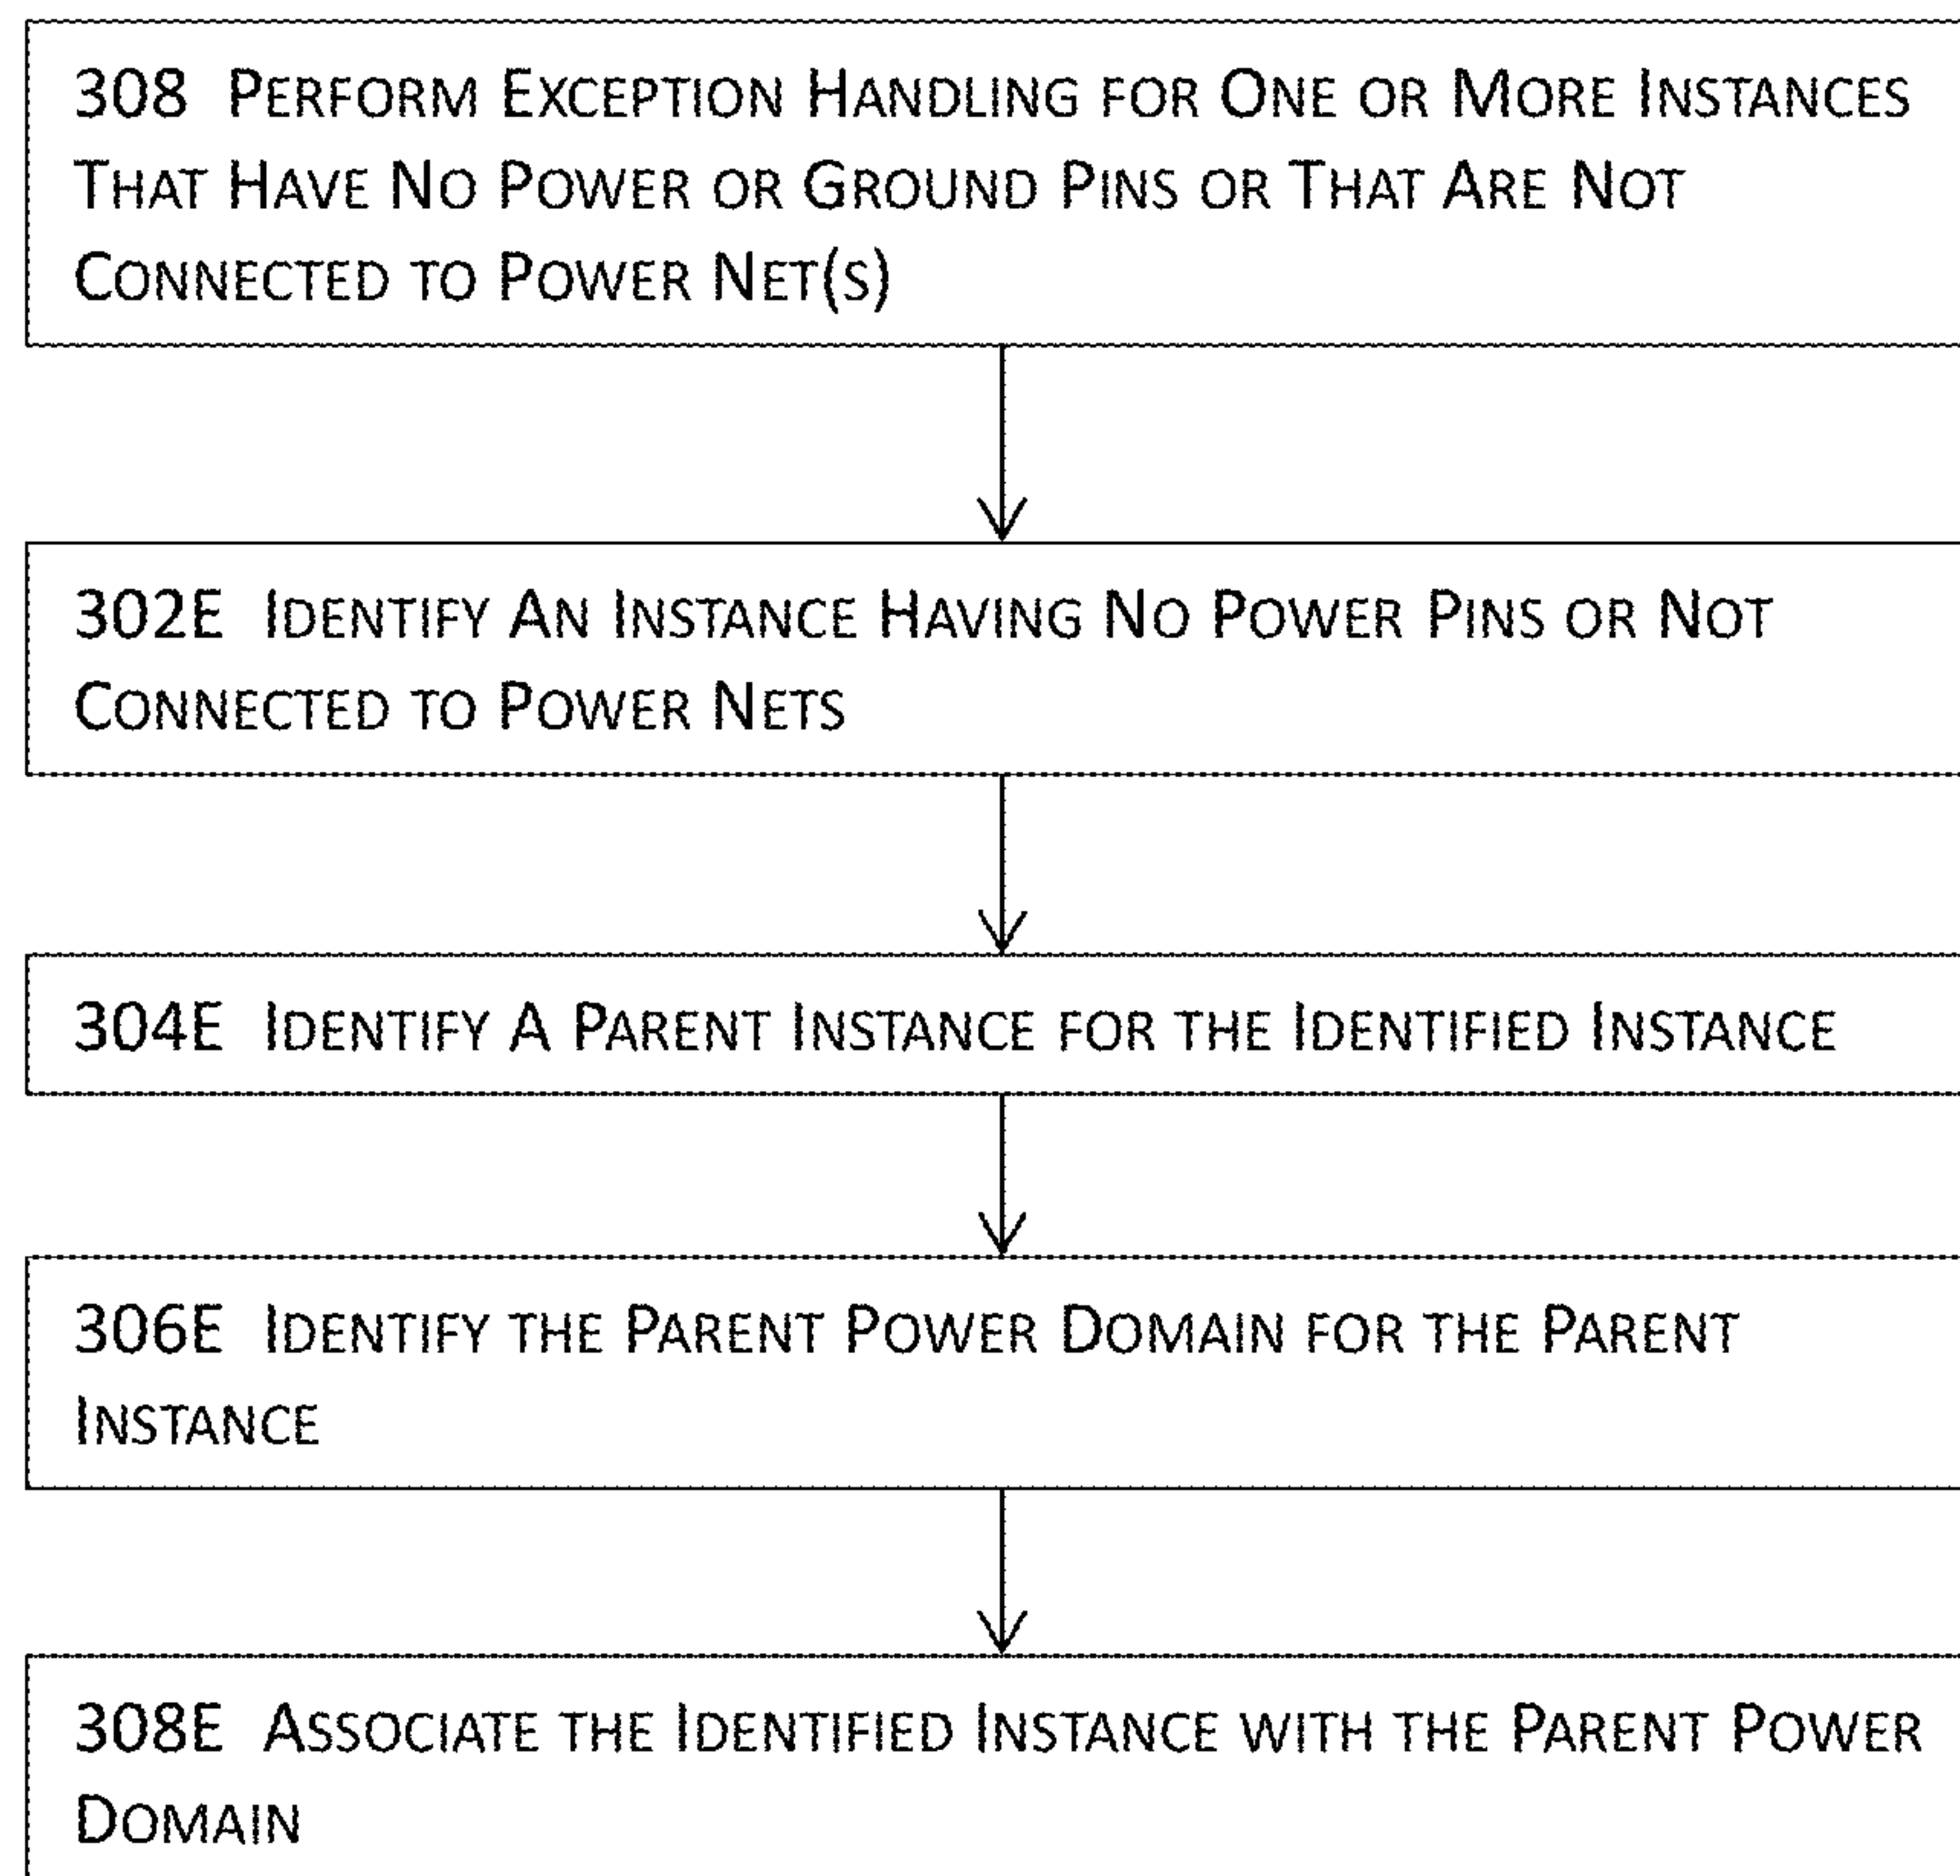 308 Perform Exception Handling for One or More Instances
That Have No Power or Ground Pins or That Are Not
Connected to Power Net(s)
302E Identify An Instance Having No Power Pins or Not
Connected to Power Nets
304E Identify A Parent Instance for the Identified Instance
306E Identify the Parent Power Domain for the Parent
Instance
308E Associate the Identified Instance with the Parent Power
Domain